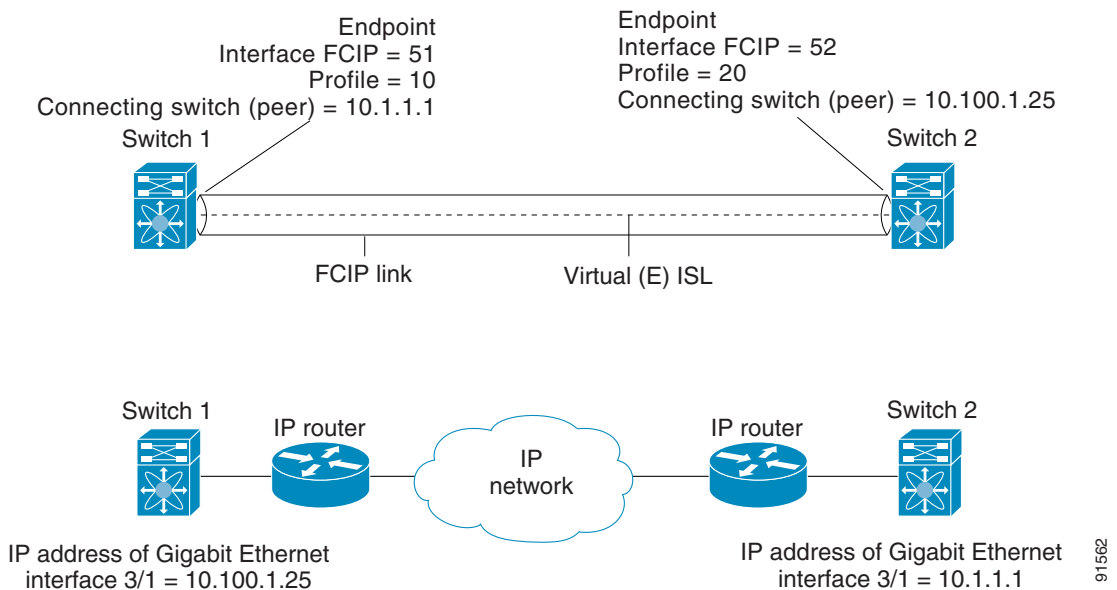 Endpoint
Interface FCIP = 51
Profile = 10
Connecting switch (peer) = 10.1.1.1
Endpoint
Interface FCIP = 52
Profile = 20
Connecting switch (peer) = 10.100.1.25
Switch 1
Switch 2
FCIP link
Virtual (E) ISL
Switch 1
IP router
IP
network
IP router
Switch 2
IP address of Gigabit Ethernet
interface 3/1 = 10.100.1.25
IP address of Gigabit Ethernet
interface 3/1 = 10.1.1.1
91562